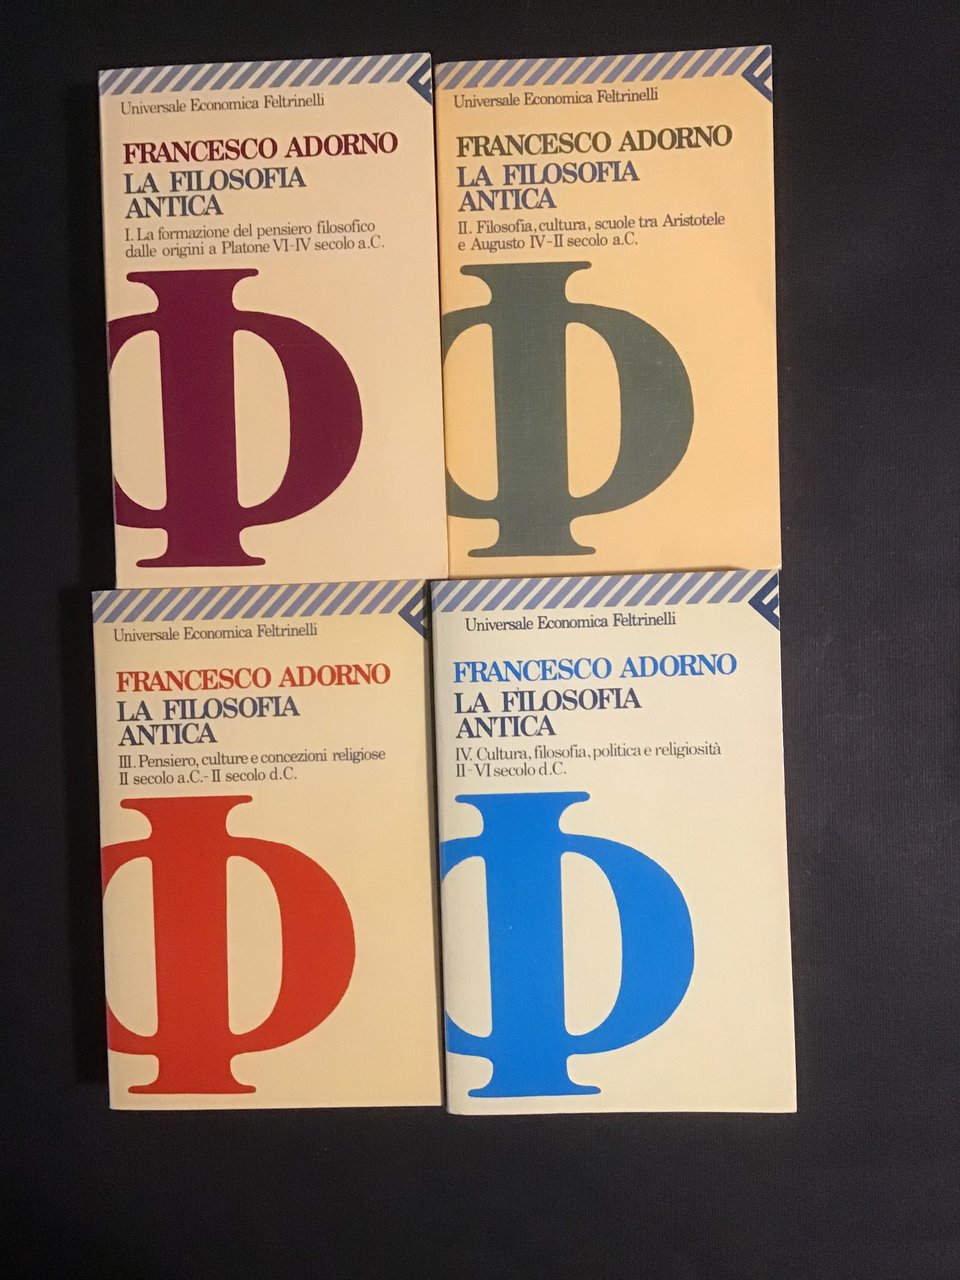 Universale Economica Feltrinelli
FRANCESCO ADORNO
LA FILOSOFIA
ANTICA
I. La formazione del pensiero filosofico
dalle origini a Platone VI-IV secolo a.C.
Φ
Universale Economica Feltrinelli
FRANCESCO ADORNO
LA FILOSOFIA
ANTICA
II. Filosofia, cultura, scuole tra Aristotele
e Augusto IV-II secolo a.C.
Φ
Universale Economica Feltrinelli
FRANCESCO ADORNO
LA FILOSOFIA
ANTICA
III. Pensiero, culture e concezioni religiose
II secolo a.C.-II secolo d.C.
Φ
Universale Economica Feltrinelli
FRANCESCO ADORNO
LA FILOSOFIA
ANTICA
IV. Cultura, filosofia, politica e religiosità
II-VI secolo d.C.
Φ